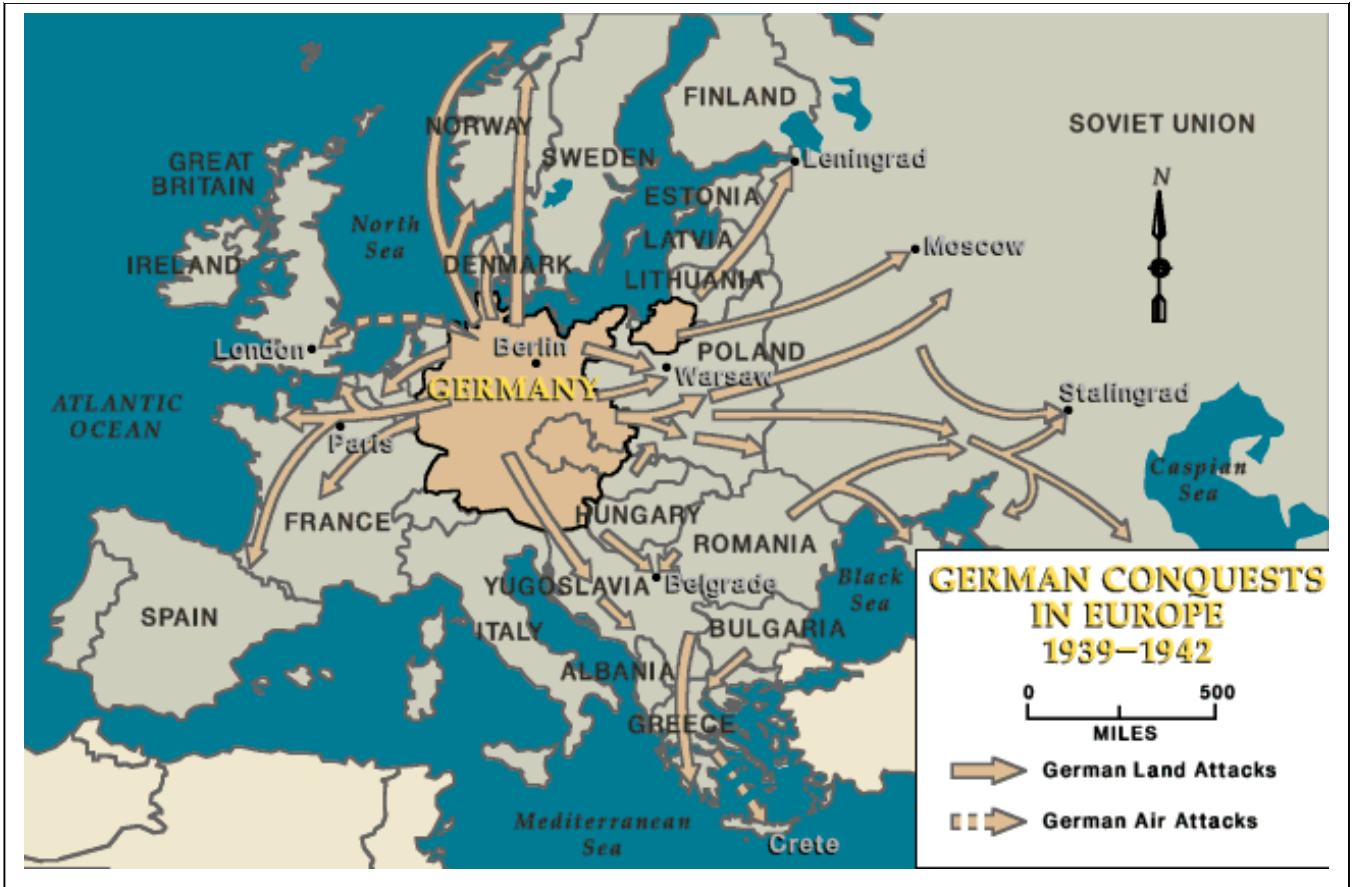 FINLAND
SOVIET UNION
NORWAY
GREAT
BRITAIN
SWEDEN
Leningrad
N
ESTONIA
North
Sea
LATVIA
Moscow
IRELAND
DENMARK
LITHUANIA
London
Berlin
POLAND
Warsaw
GERMANY
ATLANTIC
OCEAN
Stalingrad
Paris
Caspian
Sea
FRANCE
HUNGARY
ROMANIA
YUGOSLAVIA
Belgrade
Black
Sea
SPAIN
ITALY
BULGARIA
ALBANIA
GREECE
Mediterranean
Sea
Crete
GERMAN CONQUESTS
IN EUROPE
1939–1942
0 500
MILES
German Land Attacks
German Air Attacks